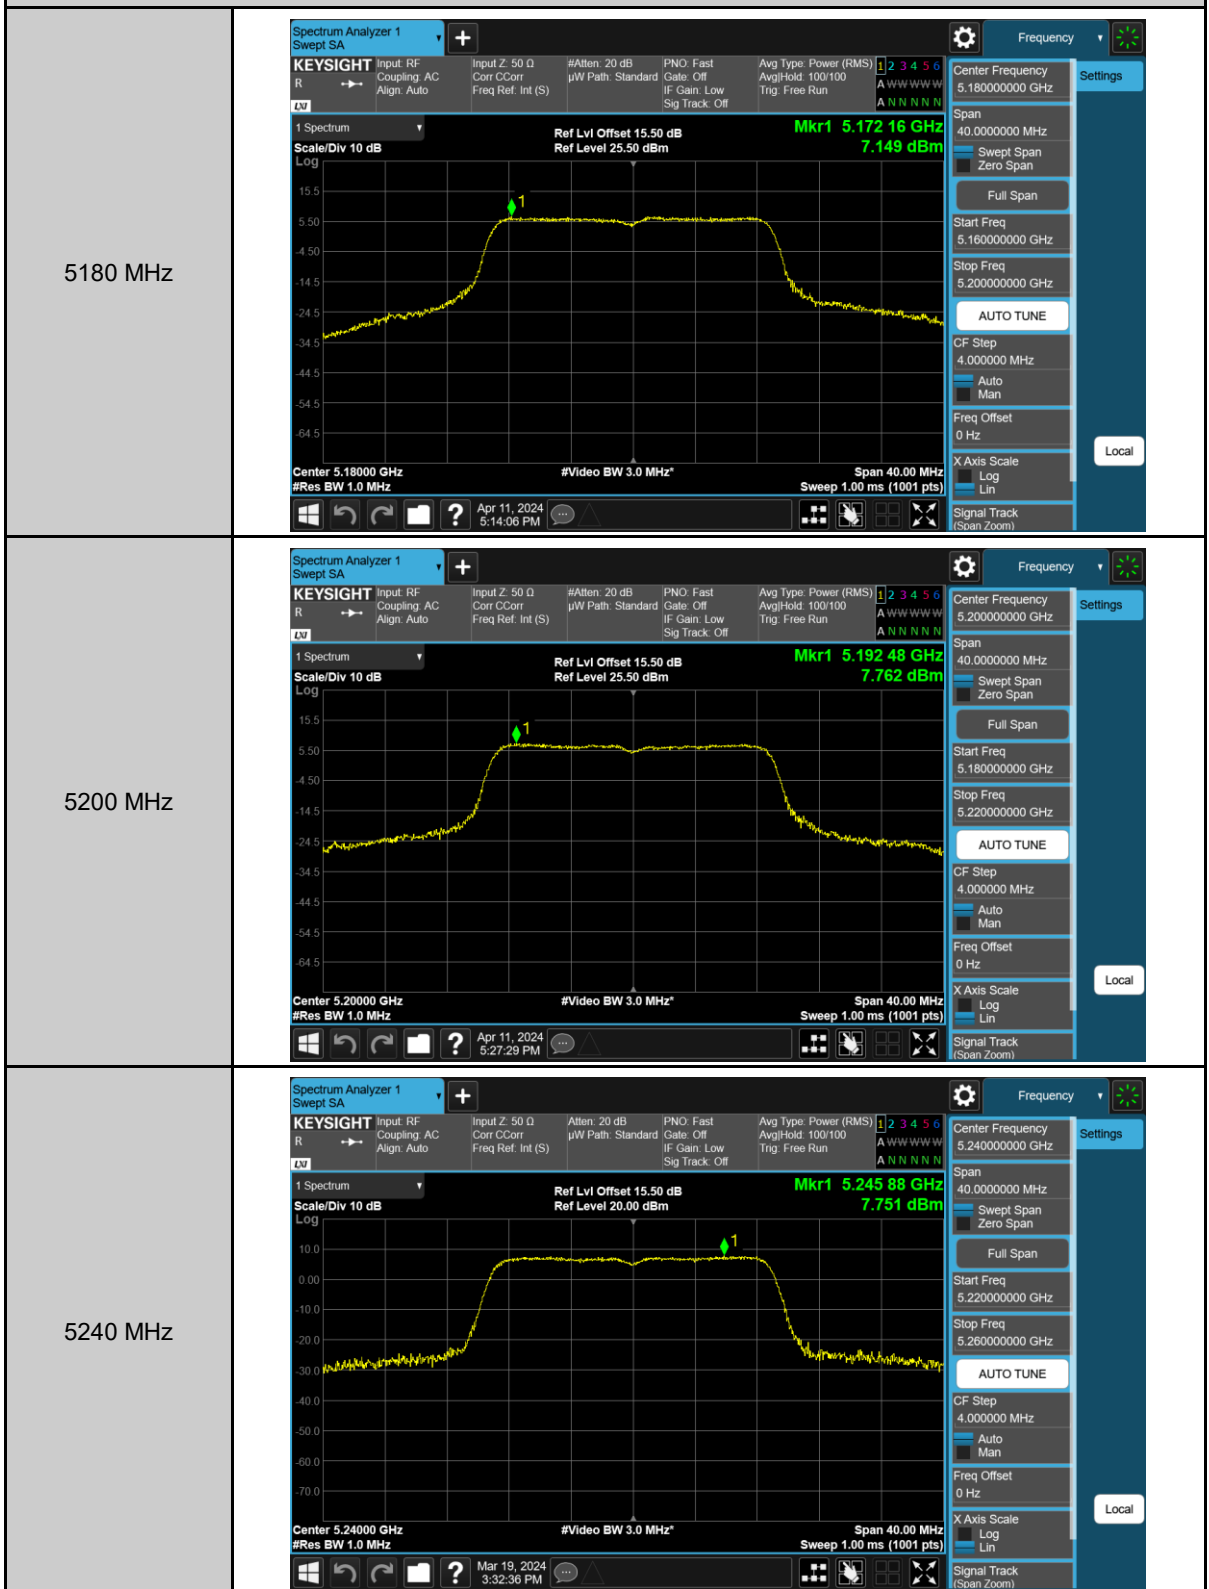 5180 MHz
Spectrum Analyzer 1
Swept SA
Frequency
KEYSIGHT
R
LXI
Input: RF
Coupling: AC
Align: Auto
Input Z: 50 Ω
Corr CCorr
Freq Ref: Int (S)
#Atten: 20 dB
µW Path: Standard
PNO: Fast
Gate: Off
IF Gain: Low
Sig Track: Off
Avg Type: Power (RMS)
Avg|Hold: 100/100
Trig: Free Run
1 2 3 4 5 6
A W W W W W
A N N N N N
1 Spectrum
Scale/Div 10 dB
Log
Ref Lvl Offset 15.50 dB
Ref Level 25.50 dBm
Mkr1 5.172 16 GHz
7.149 dBm
1
15.5
5.50
-4.50
-14.5
-24.5
-34.5
-44.5
-54.5
-64.5
Center 5.18000 GHz
#Res BW 1.0 MHz
#Video BW 3.0 MHz*
Span 40.00 MHz
Sweep 1.00 ms (1001 pts)
Apr 11, 2024
5:14:06 PM
Center Frequency
5.180000000 GHz
Settings
Span
40.0000000 MHz
Swept Span
Zero Span
Full Span
Start Freq
5.160000000 GHz
Stop Freq
5.200000000 GHz
AUTO TUNE
CF Step
4.000000 MHz
Auto
Man
Freq Offset
0 Hz
Local
X Axis Scale
Log
Lin
Signal Track
(Span Zoom)
5200 MHz
Spectrum Analyzer 1
Swept SA
Frequency
KEYSIGHT
R
LXI
Input: RF
Coupling: AC
Align: Auto
Input Z: 50 Ω
Corr CCorr
Freq Ref: Int (S)
#Atten: 20 dB
µW Path: Standard
PNO: Fast
Gate: Off
IF Gain: Low
Sig Track: Off
Avg Type: Power (RMS)
Avg|Hold: 100/100
Trig: Free Run
1 2 3 4 5 6
A W W W W W
A N N N N N
1 Spectrum
Scale/Div 10 dB
Log
Ref Lvl Offset 15.50 dB
Ref Level 25.50 dBm
Mkr1 5.192 48 GHz
7.762 dBm
1
15.5
5.50
-4.50
-14.5
-24.5
-34.5
-44.5
-54.5
-64.5
Center 5.20000 GHz
#Res BW 1.0 MHz
#Video BW 3.0 MHz*
Span 40.00 MHz
Sweep 1.00 ms (1001 pts)
Apr 11, 2024
5:27:29 PM
Center Frequency
5.200000000 GHz
Settings
Span
40.0000000 MHz
Swept Span
Zero Span
Full Span
Start Freq
5.180000000 GHz
Stop Freq
5.220000000 GHz
AUTO TUNE
CF Step
4.000000 MHz
Auto
Man
Freq Offset
0 Hz
Local
X Axis Scale
Log
Lin
Signal Track
(Span Zoom)
5240 MHz
Spectrum Analyzer 1
Swept SA
Frequency
KEYSIGHT
R
LXI
Input: RF
Coupling: AC
Align: Auto
Input Z: 50 Ω
Corr CCorr
Freq Ref: Int (S)
Atten: 20 dB
µW Path: Standard
PNO: Fast
Gate: Off
IF Gain: Low
Sig Track: Off
Avg Type: Power (RMS)
Avg|Hold: 100/100
Trig: Free Run
1 2 3 4 5 6
A W W W W W
A N N N N N
1 Spectrum
Scale/Div 10 dB
Log
Ref Lvl Offset 15.50 dB
Ref Level 20.00 dBm
Mkr1 5.245 88 GHz
7.751 dBm
1
10.0
0.00
-10.0
-20.0
-30.0
-40.0
-50.0
-60.0
-70.0
Center 5.24000 GHz
#Res BW 1.0 MHz
#Video BW 3.0 MHz*
Span 40.00 MHz
Sweep 1.00 ms (1001 pts)
Mar 19, 2024
3:32:36 PM
Center Frequency
5.240000000 GHz
Settings
Span
40.0000000 MHz
Swept Span
Zero Span
Full Span
Start Freq
5.220000000 GHz
Stop Freq
5.260000000 GHz
AUTO TUNE
CF Step
4.000000 MHz
Auto
Man
Freq Offset
0 Hz
Local
X Axis Scale
Log
Lin
Signal Track
(Span Zoom)